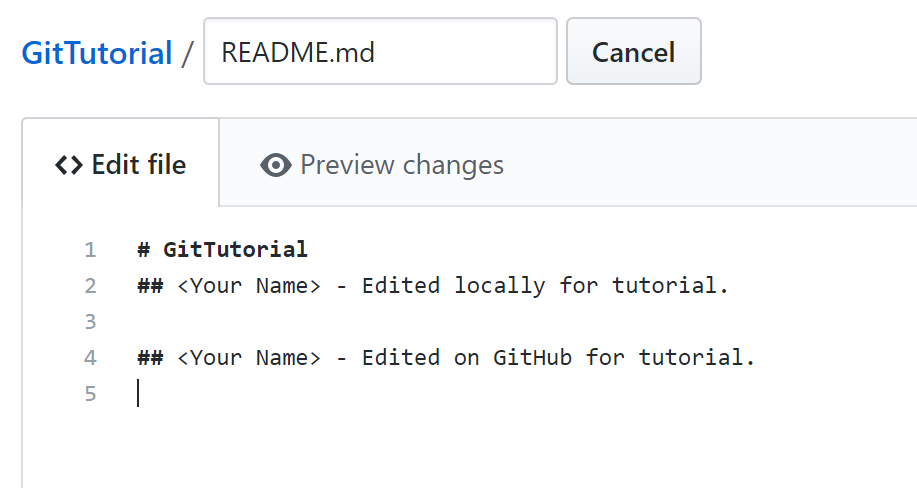 GitTutorial / README.md Cancel
<> Edit file Preview changes
1 # GitTutorial
2 ## <Your Name> - Edited locally for tutorial.
3
4 ## <Your Name> - Edited on GitHub for tutorial.
5